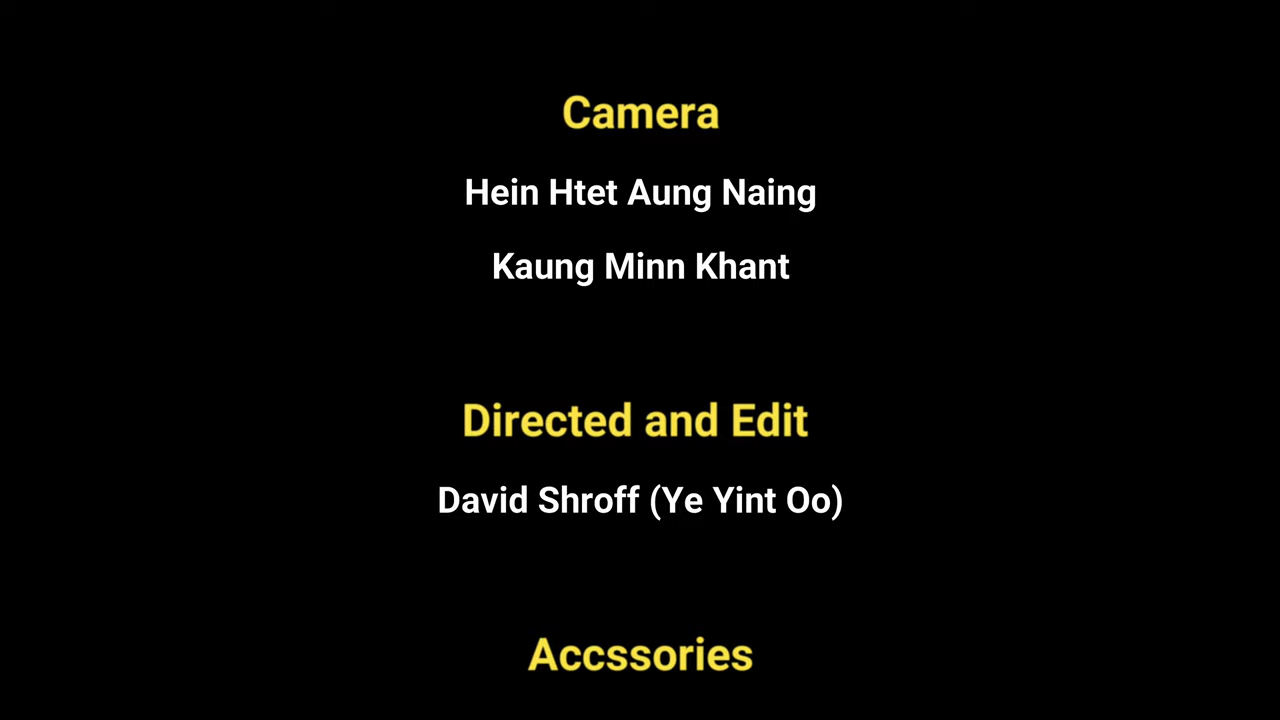 Camera
Hein Htet Aung Naing
Kaung Minn Khant
Directed and Edit
David Shroff (Ye Yint Oo)
Accssories